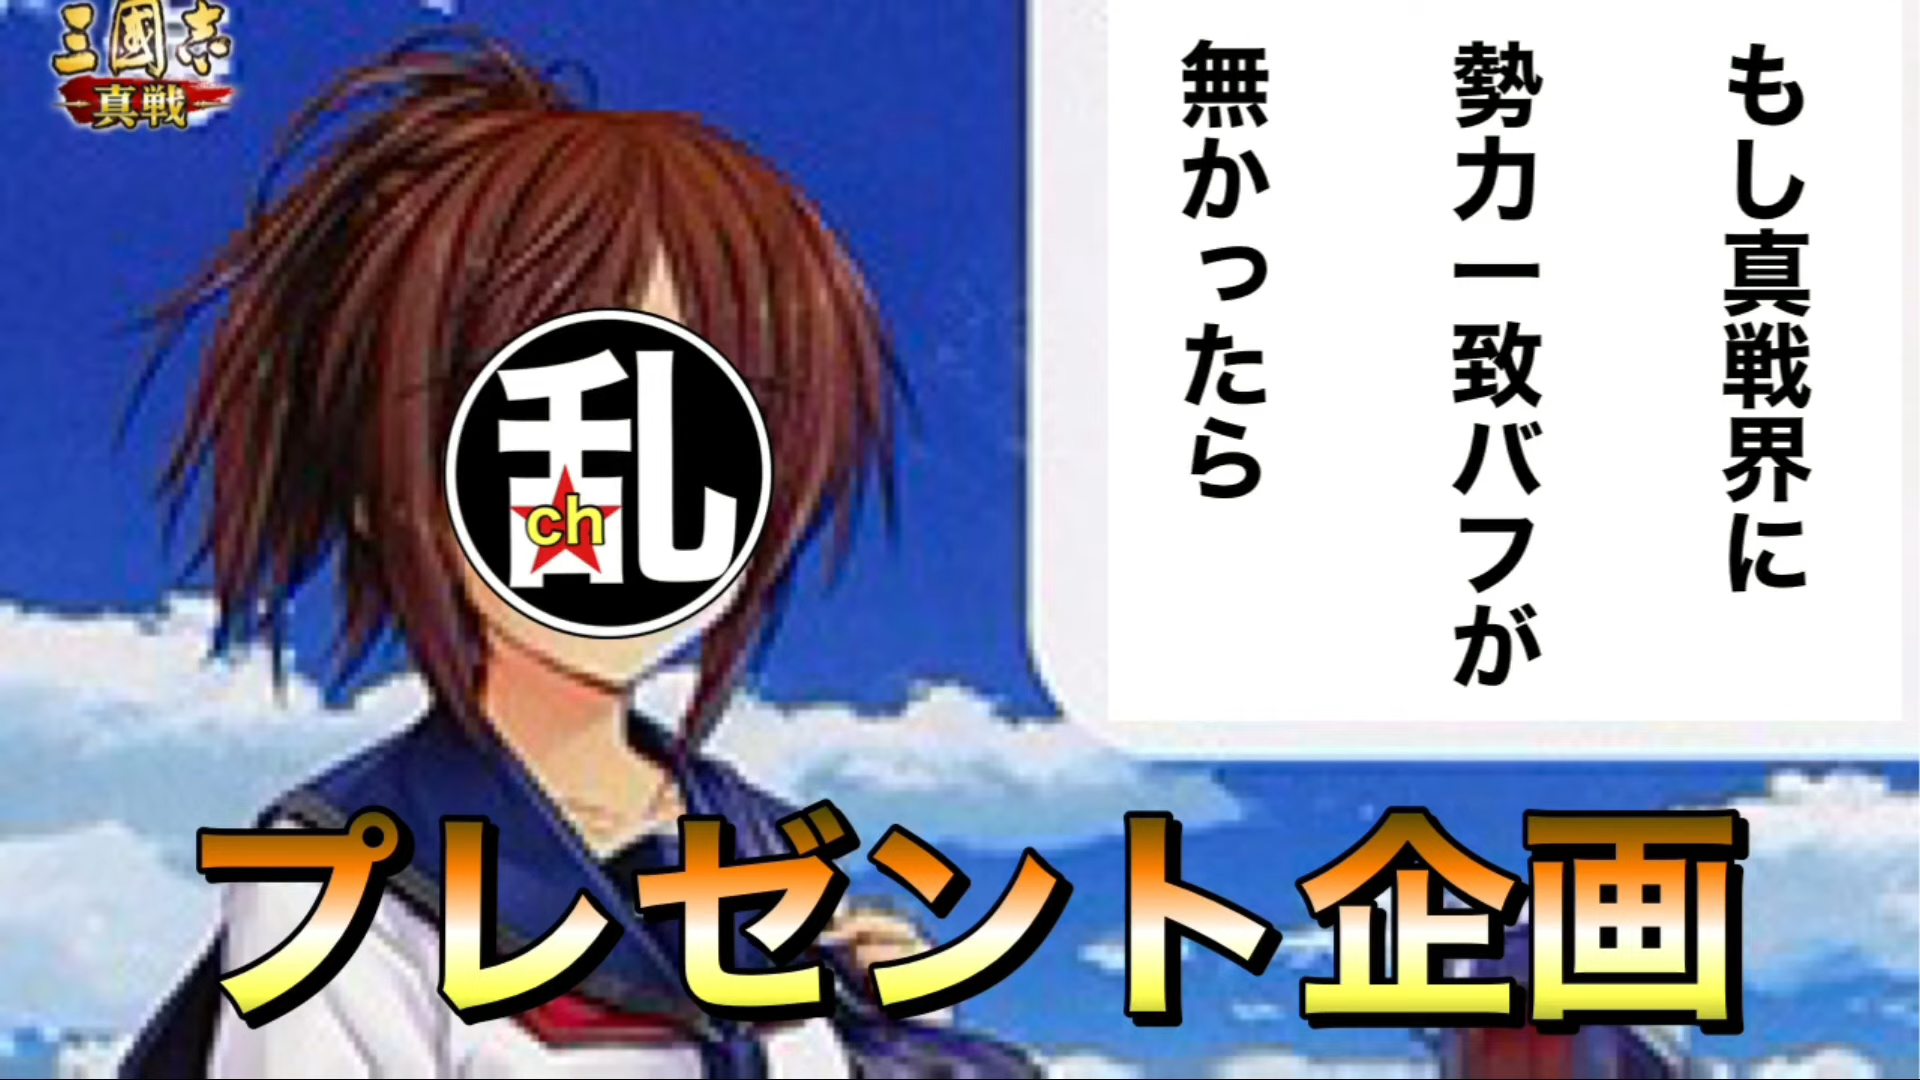 三國志
真戦
もし真戦界に
勢力一致バフが
無かったら
乱
ch
プレゼント企画